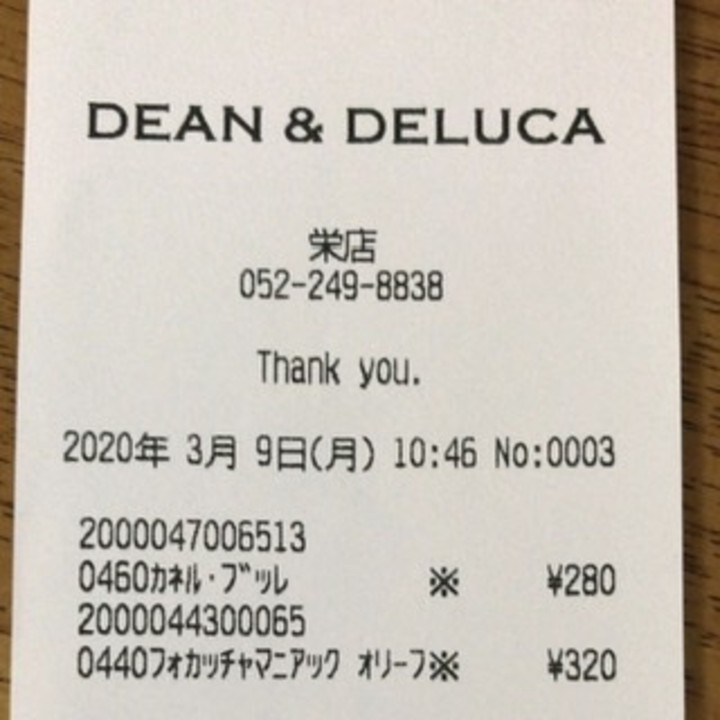 DEAN & DELUCA
栄店
052-249-8838
Thank you.
2020年 3月 9日(月) 10:46 No:0003
2000047006513
0460ｶﾈﾙ･ﾌﾞｯﾚ ※ ¥280
2000044300065
0440ﾌｫｶｯﾁｬﾏﾆｱｯｸ ｵﾘｰﾌ※ ¥320